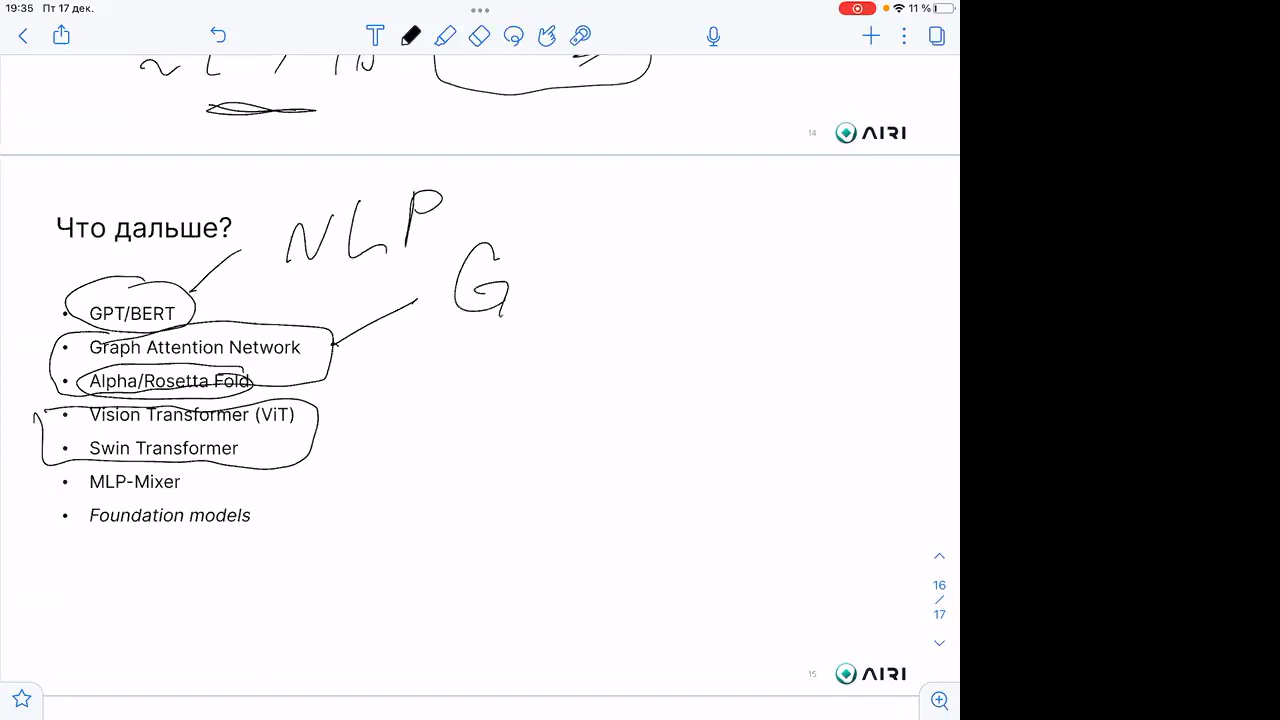 19:35 Пт 17 дек.
11 %
14
AIRI
Что дальше?
NLP
G
• GPT/BERT
• Graph Attention Network
• Alpha/Rosetta Fold
• Vision Transformer (ViT)
• Swin Transformer
• MLP-Mixer
• Foundation models
16
/
17
15
AIRI